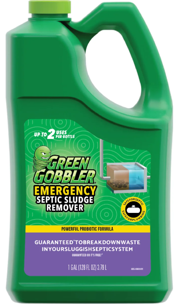 UP TO 2 USES
PER BOTTLE
GREEN
GOBBLER
EMERGENCY
SEPTIC SLUDGE
REMOVER
POWERFUL PROBIOTIC FORMULA
GUARANTEED TO BREAK DOWN WASTE
IN YOUR SLUGGISH SEPTIC SYSTEM
1 GAL (128 FL OZ) 3.78 L